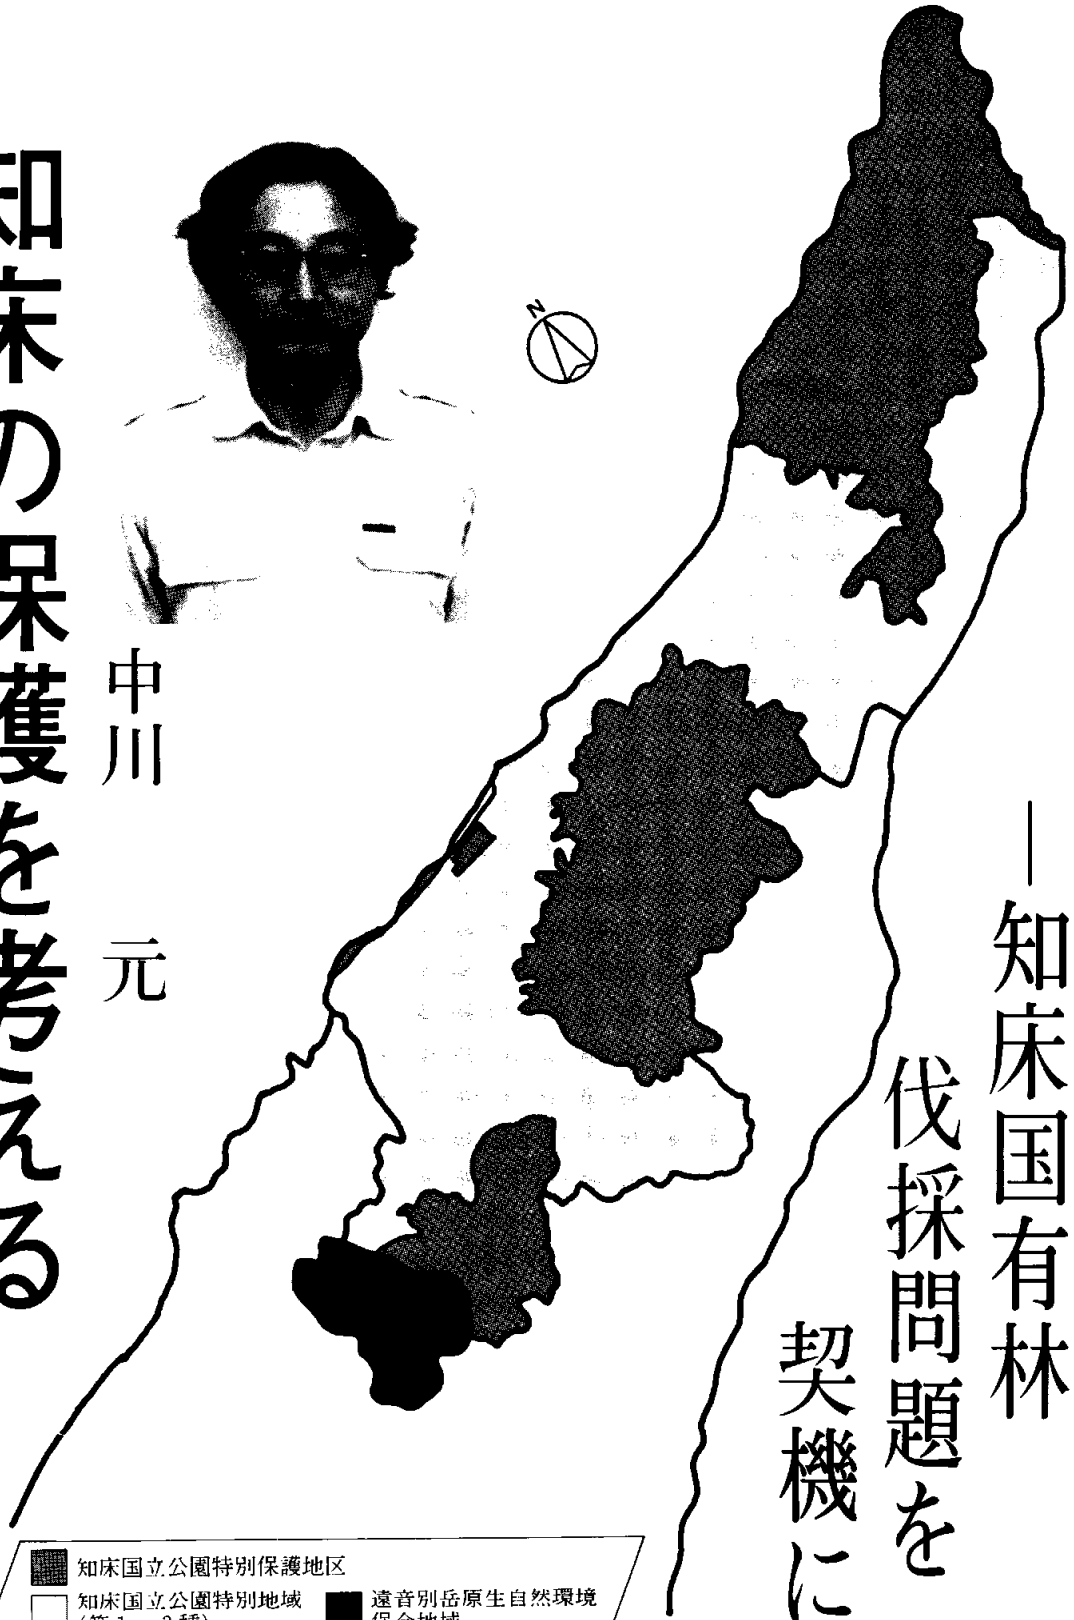 知床の保護を考える
―知床国有林
伐採問題を
契機に
中川 元
N
知床国立公園特別保護地区
知床国立公園特別地域
遠音別岳原生自然環境